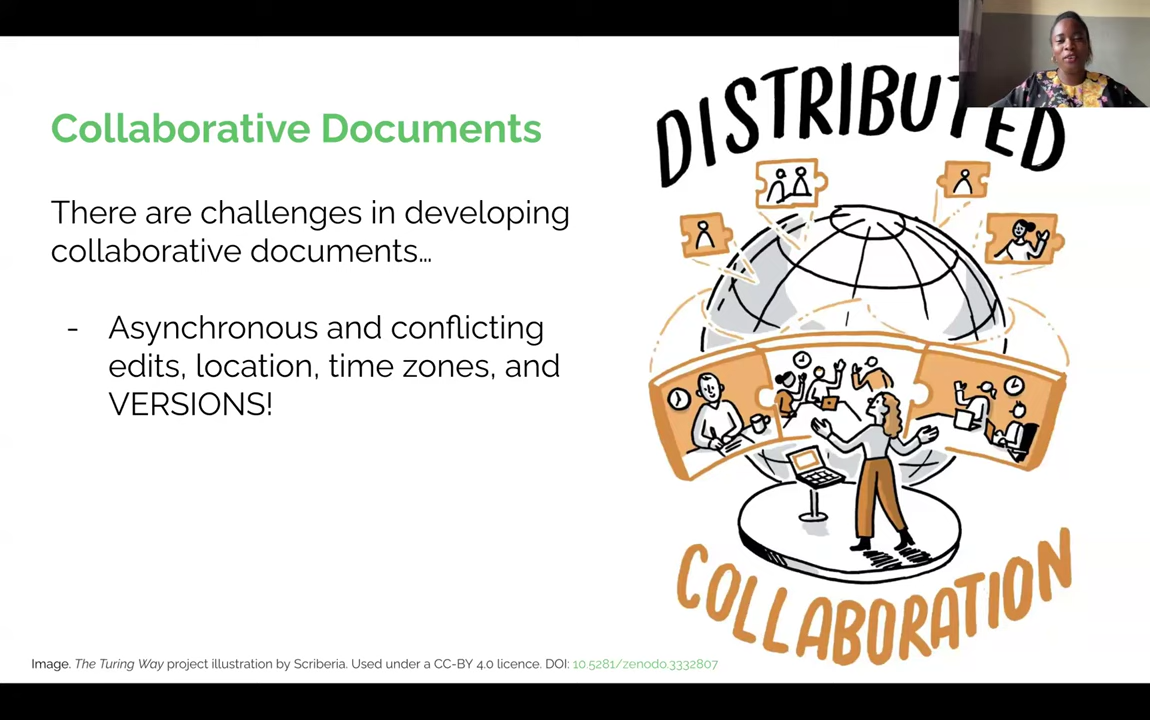 Collaborative Documents
There are challenges in developing
collaborative documents…
- Asynchronous and conflicting
edits, location, time zones, and
VERSIONS!
DISTRIBUTED
COLLABORATION
Image. The Turing Way project illustration by Scriberia. Used under a CC-BY 4.0 licence. DOI: 10.5281/zenodo.3332807